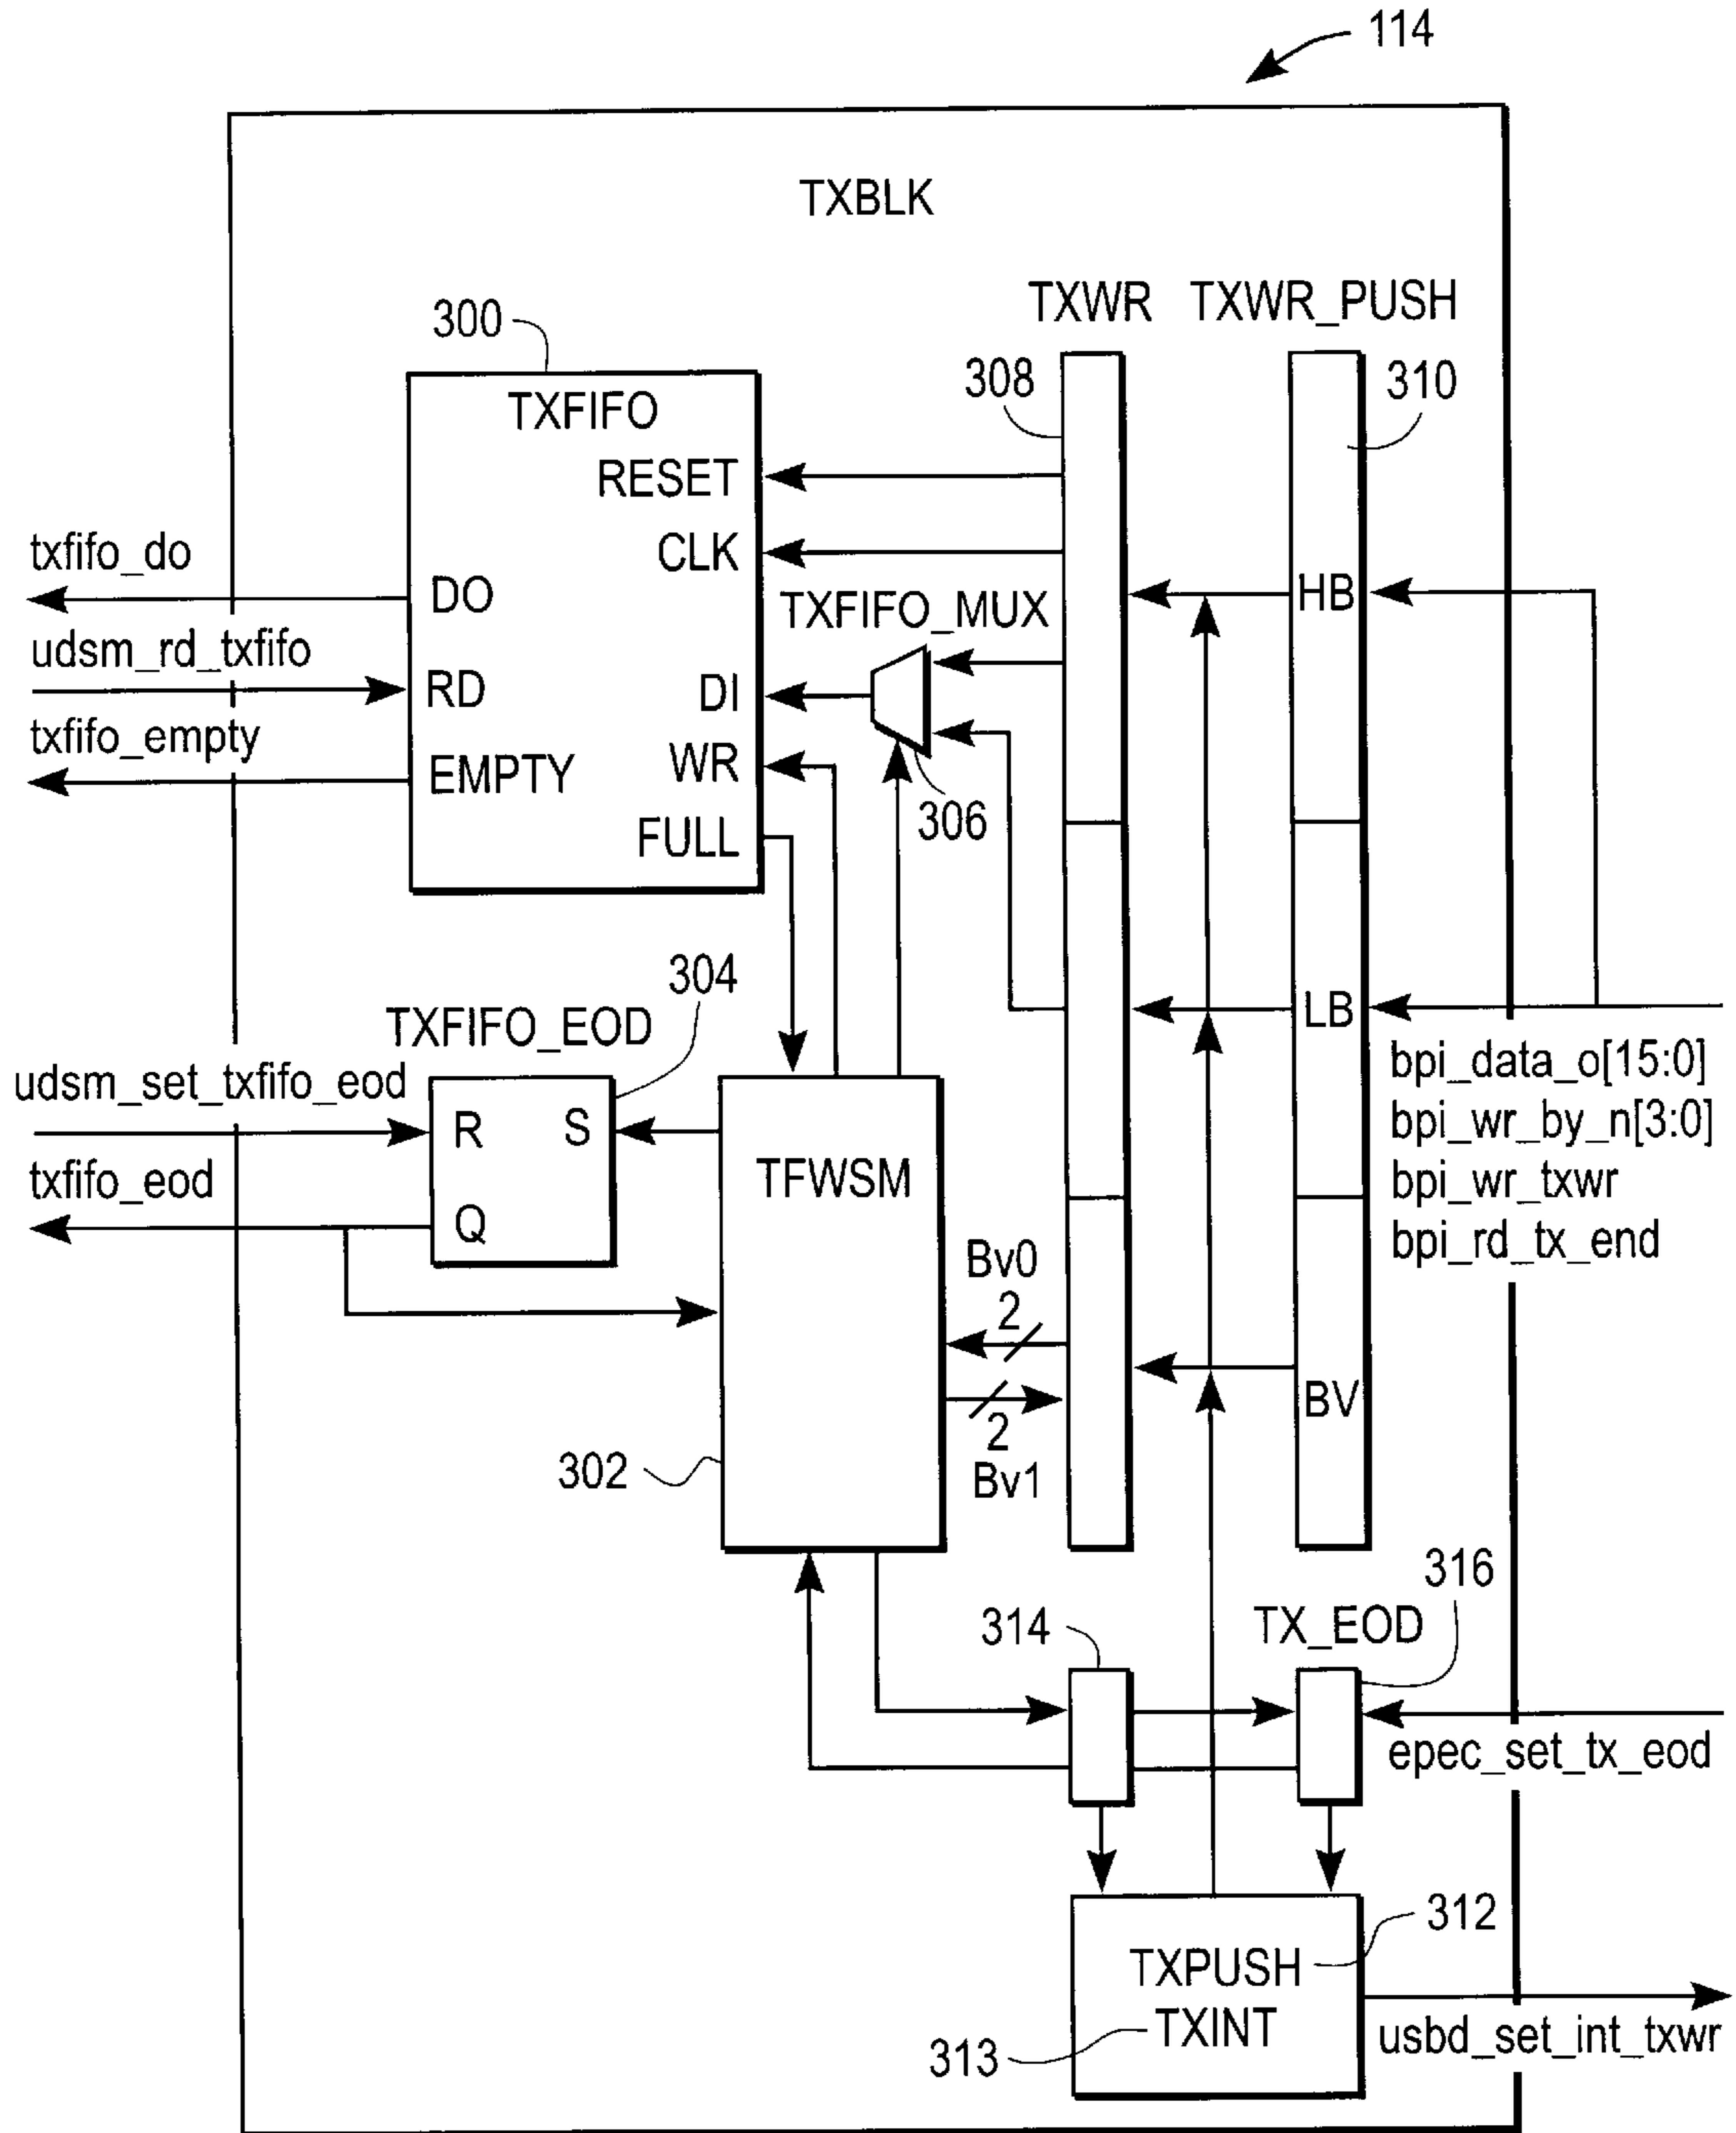 114
TXBLK
TXWR
TXWR_PUSH
300
308
310
TXFIFO
RESET
CLK
txfifo_do
DO
TXFIFO_MUX
HB
udsm_rd_txfifo
RD
DI
txfifo_empty
EMPTY
WR
306
FULL
304
TXFIFO_EOD
LB
udsm_set_txfifo_eod
R
S
bpi_data_o[15:0]
bpi_wr_by_n[3:0]
bpi_wr_txwr
bpi_rd_tx_end
txfifo_eod
Q
TFWSM
Bv0
2
2
Bv1
BV
302
316
314
TX_EOD
epec_set_tx_eod
312
TXPUSH
TXINT
313
usbd_set_int_txwr